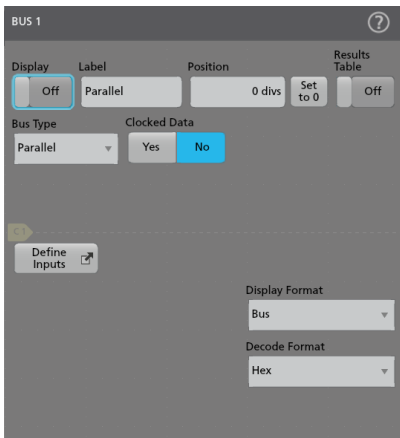 BUS 1
?
Display
Label
Position
Results
Table
Off
Parallel
0 divs
Set
to 0
Off
Bus Type
Clocked Data
Parallel
Yes
No
C1
Define
Inputs
Display Format
Bus
Decode Format
Hex